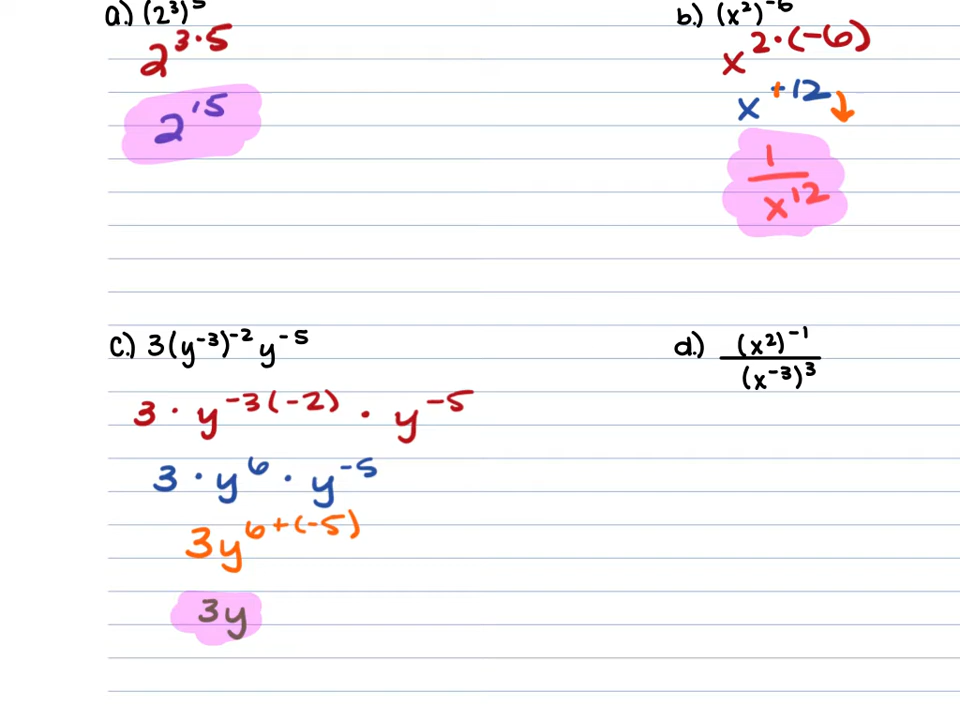 a.) (2³)⁵
2³·⁵
2¹⁵
b.) (x²)⁻⁶
x²·⁽⁻⁶⁾
x⁺¹²
1
x¹²
c.) 3(y⁻³)⁻² y⁻⁵
3 · y⁻³⁽⁻²⁾ · y⁻⁵
3 · y⁶ · y⁻⁵
3y⁶⁺⁽⁻⁵⁾
3y
d.) (x²)⁻¹
(x⁻³)³